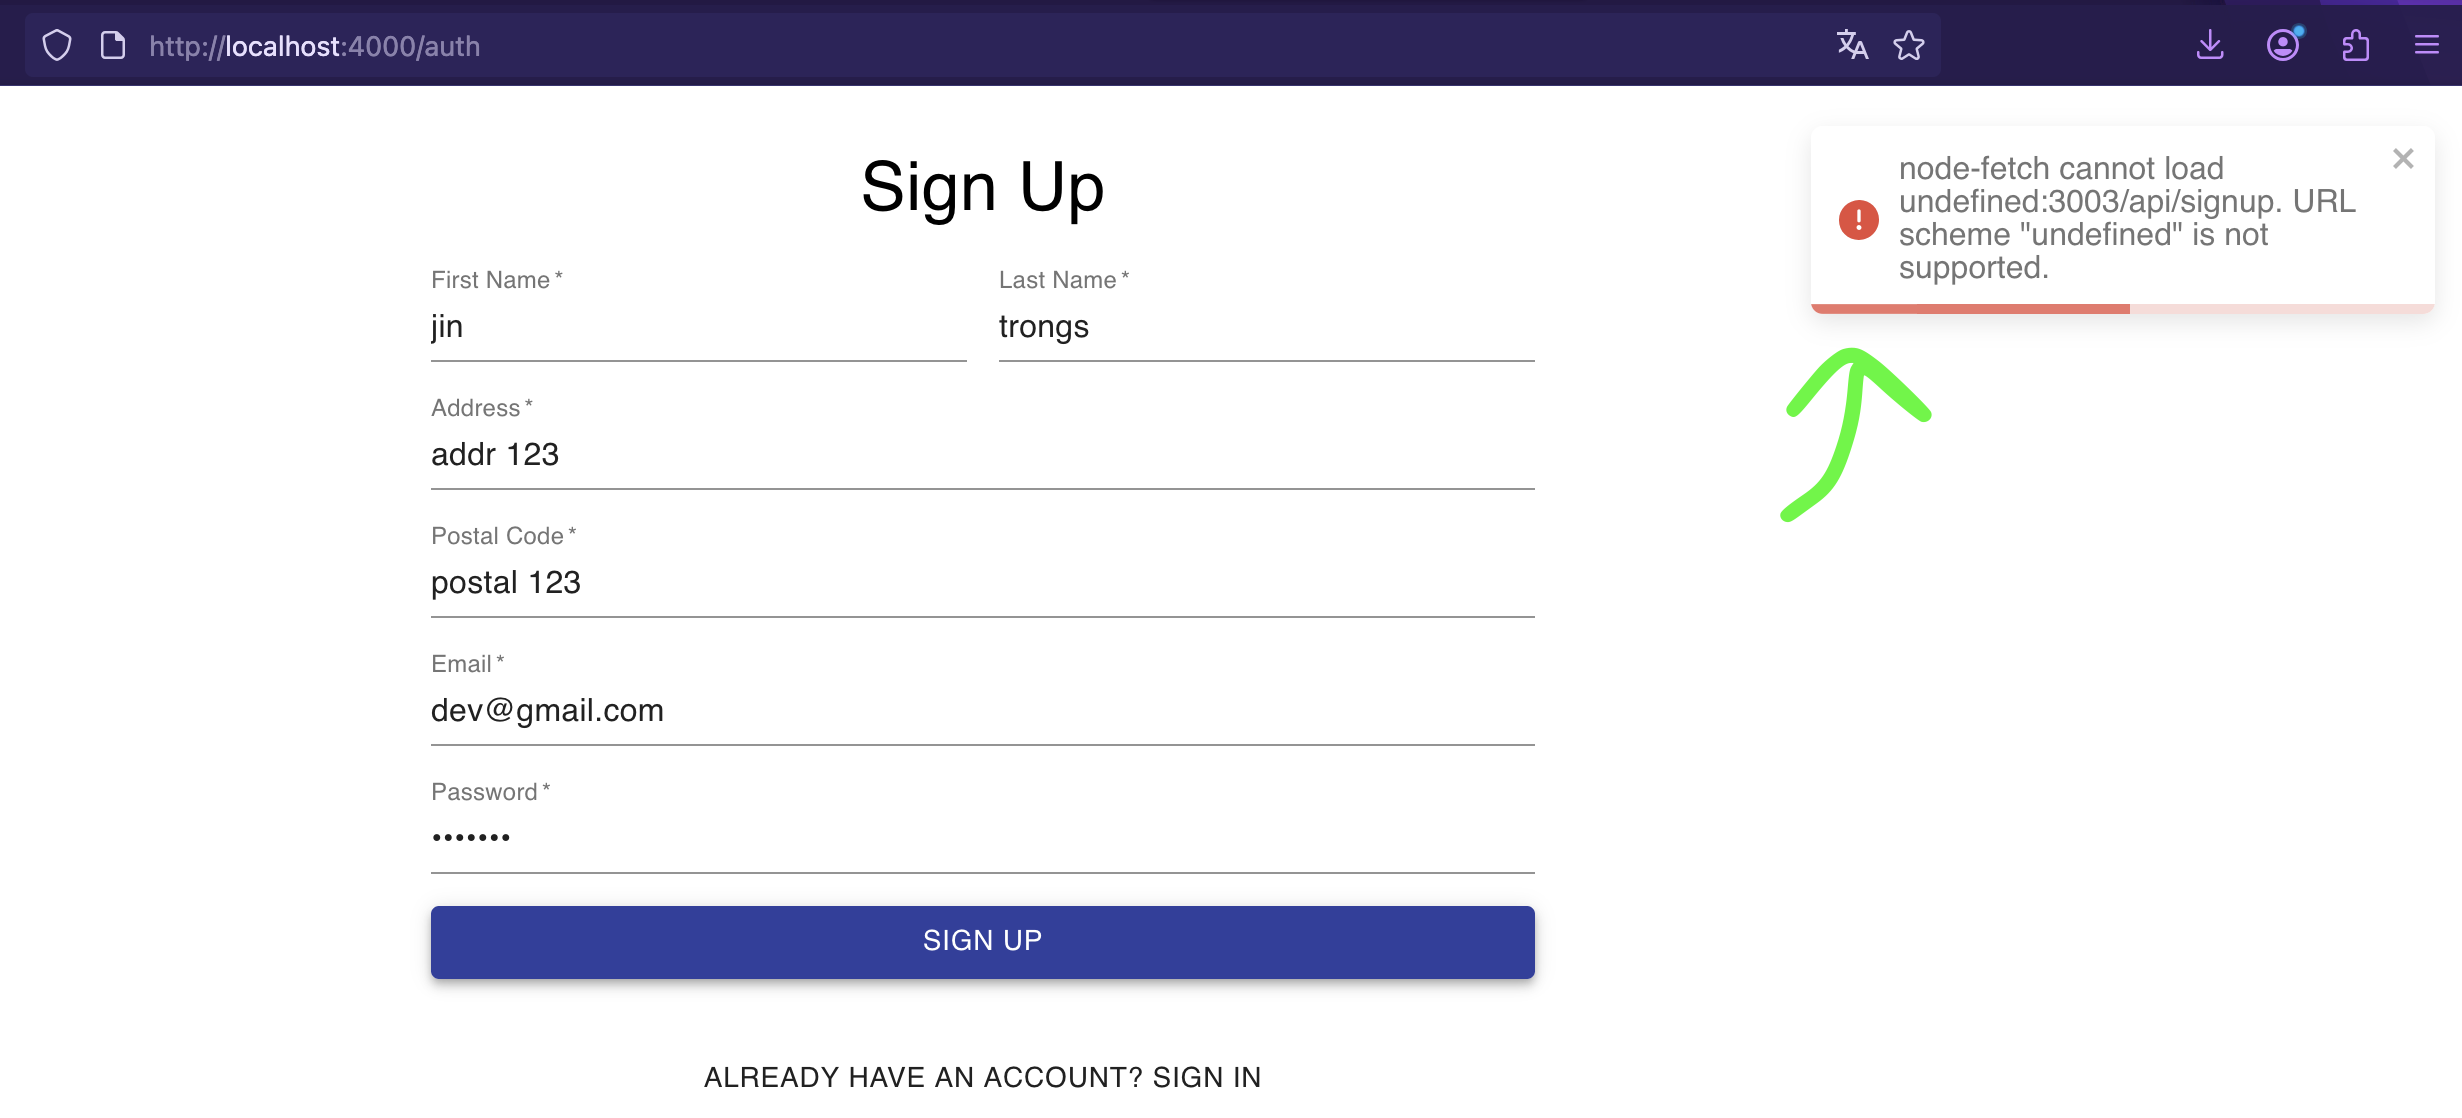 http://localhost:4000/auth
Sign Up
node-fetch cannot load
undefined:3003/api/signup. URL
scheme "undefined" is not
supported.
First Name *
Last Name *
jin
trongs
Address *
addr 123
Postal Code *
postal 123
Email *
dev@gmail.com
Password *
•••••••
SIGN UP
ALREADY HAVE AN ACCOUNT? SIGN IN